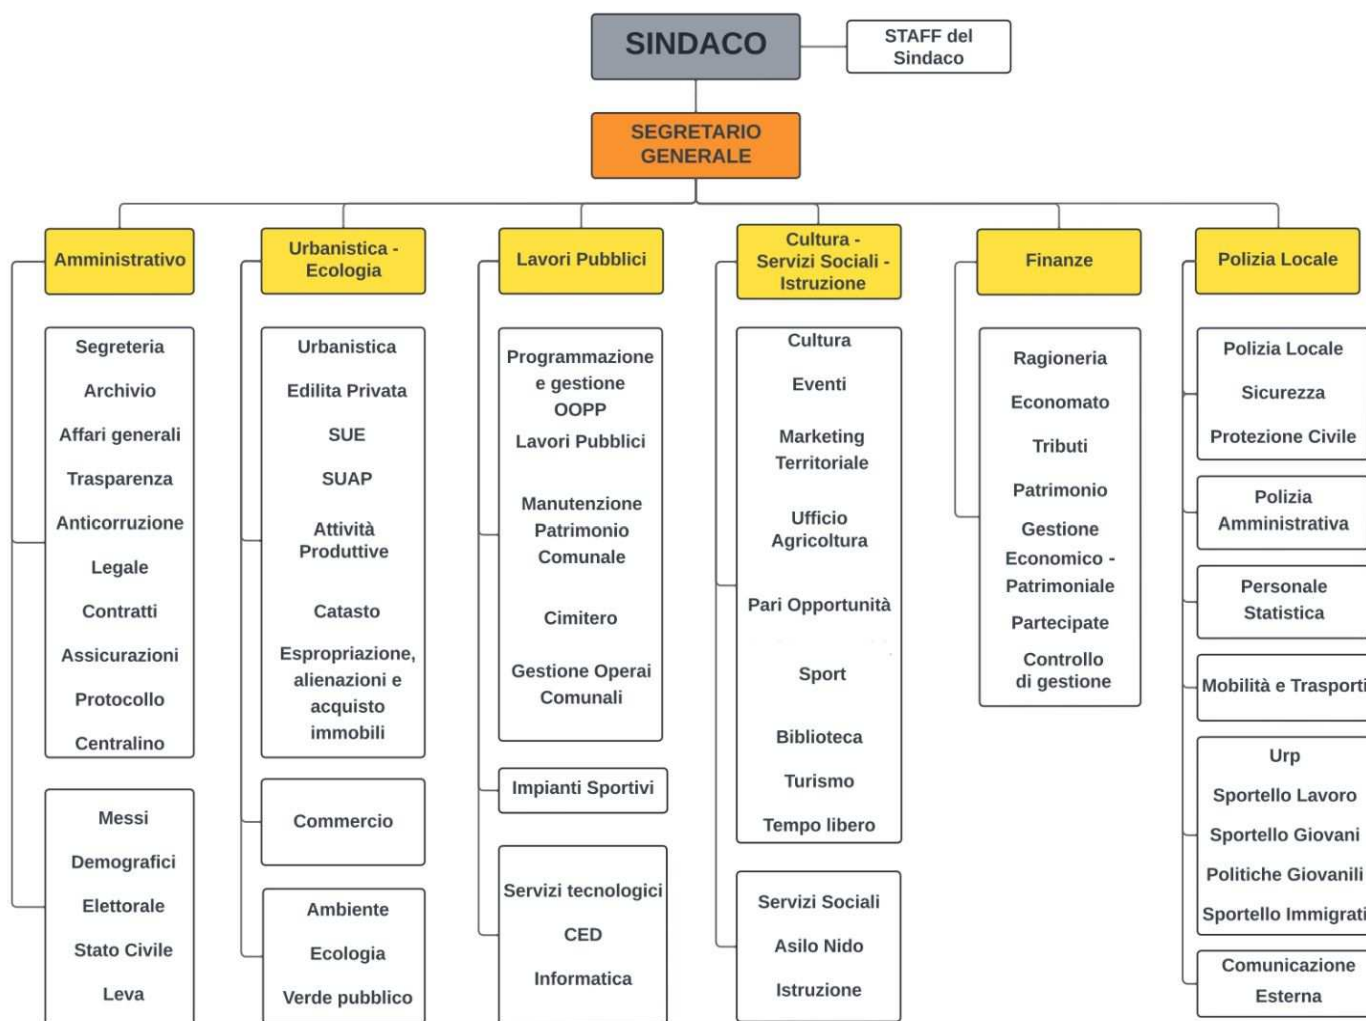 SINDACO
STAFF del
Sindaco
SEGRETARIO
GENERALE
Amministrativo
Segreteria
Archivio
Affari generali
Trasparenza
Anticorruzione
Legale
Contratti
Assicurazioni
Protocollo
Centralino
Messi
Demografici
Elettorale
Stato Civile
Leva
Urbanistica -
Ecologia
Urbanistica
Edilita Privata
SUE
SUAP
Attività
Produttive
Catasto
Espropriazione,
alienazioni e
acquisto
immobili
Commercio
Ambiente
Ecologia
Verde pubblico
Lavori Pubblici
Programmazione
e gestione
OOPP
Lavori Pubblici
Manutenzione
Patrimonio
Comunale
Cimitero
Gestione Operai
Comunali
Impianti Sportivi
Servizi tecnologici
CED
Informatica
Cultura -
Servizi Sociali -
Istruzione
Cultura
Eventi
Marketing
Territoriale
Ufficio
Agricoltura
Pari Opportunità
Sport
Biblioteca
Turismo
Tempo libero
Servizi Sociali
Asilo Nido
Istruzione
Finanze
Ragioneria
Economato
Tributi
Patrimonio
Gestione
Economico -
Patrimoniale
Partecipate
Controllo
di gestione
Polizia Locale
Polizia Locale
Sicurezza
Protezione Civile
Polizia
Amministrativa
Personale
Statistica
Mobilità e Trasporti
Urp
Sportello Lavoro
Sportello Giovani
Politiche Giovanili
Sportello Immigrati
Comunicazione
Esterna